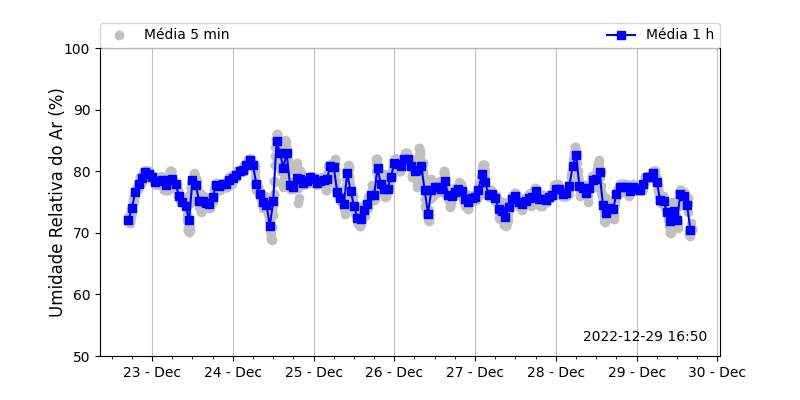 Média 5 min
Média 1 h
100
90
80
70
60
50
Umidade Relativa do Ar (%)
2022-12-29 16:50
23 - Dec
24 - Dec
25 - Dec
26 - Dec
27 - Dec
28 - Dec
29 - Dec
30 - Dec